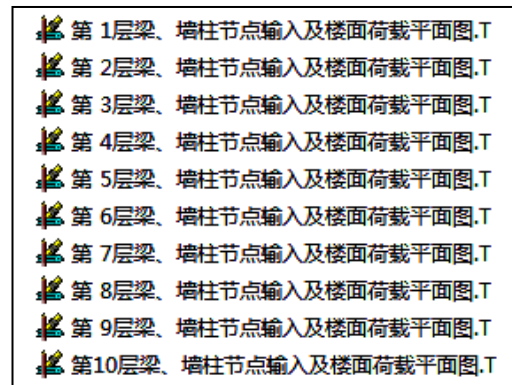 第 1层梁、墙柱节点输入及楼面荷载平面图.T
第 2层梁、墙柱节点输入及楼面荷载平面图.T
第 3层梁、墙柱节点输入及楼面荷载平面图.T
第 4层梁、墙柱节点输入及楼面荷载平面图.T
第 5层梁、墙柱节点输入及楼面荷载平面图.T
第 6层梁、墙柱节点输入及楼面荷载平面图.T
第 7层梁、墙柱节点输入及楼面荷载平面图.T
第 8层梁、墙柱节点输入及楼面荷载平面图.T
第 9层梁、墙柱节点输入及楼面荷载平面图.T
第10层梁、墙柱节点输入及楼面荷载平面图.T